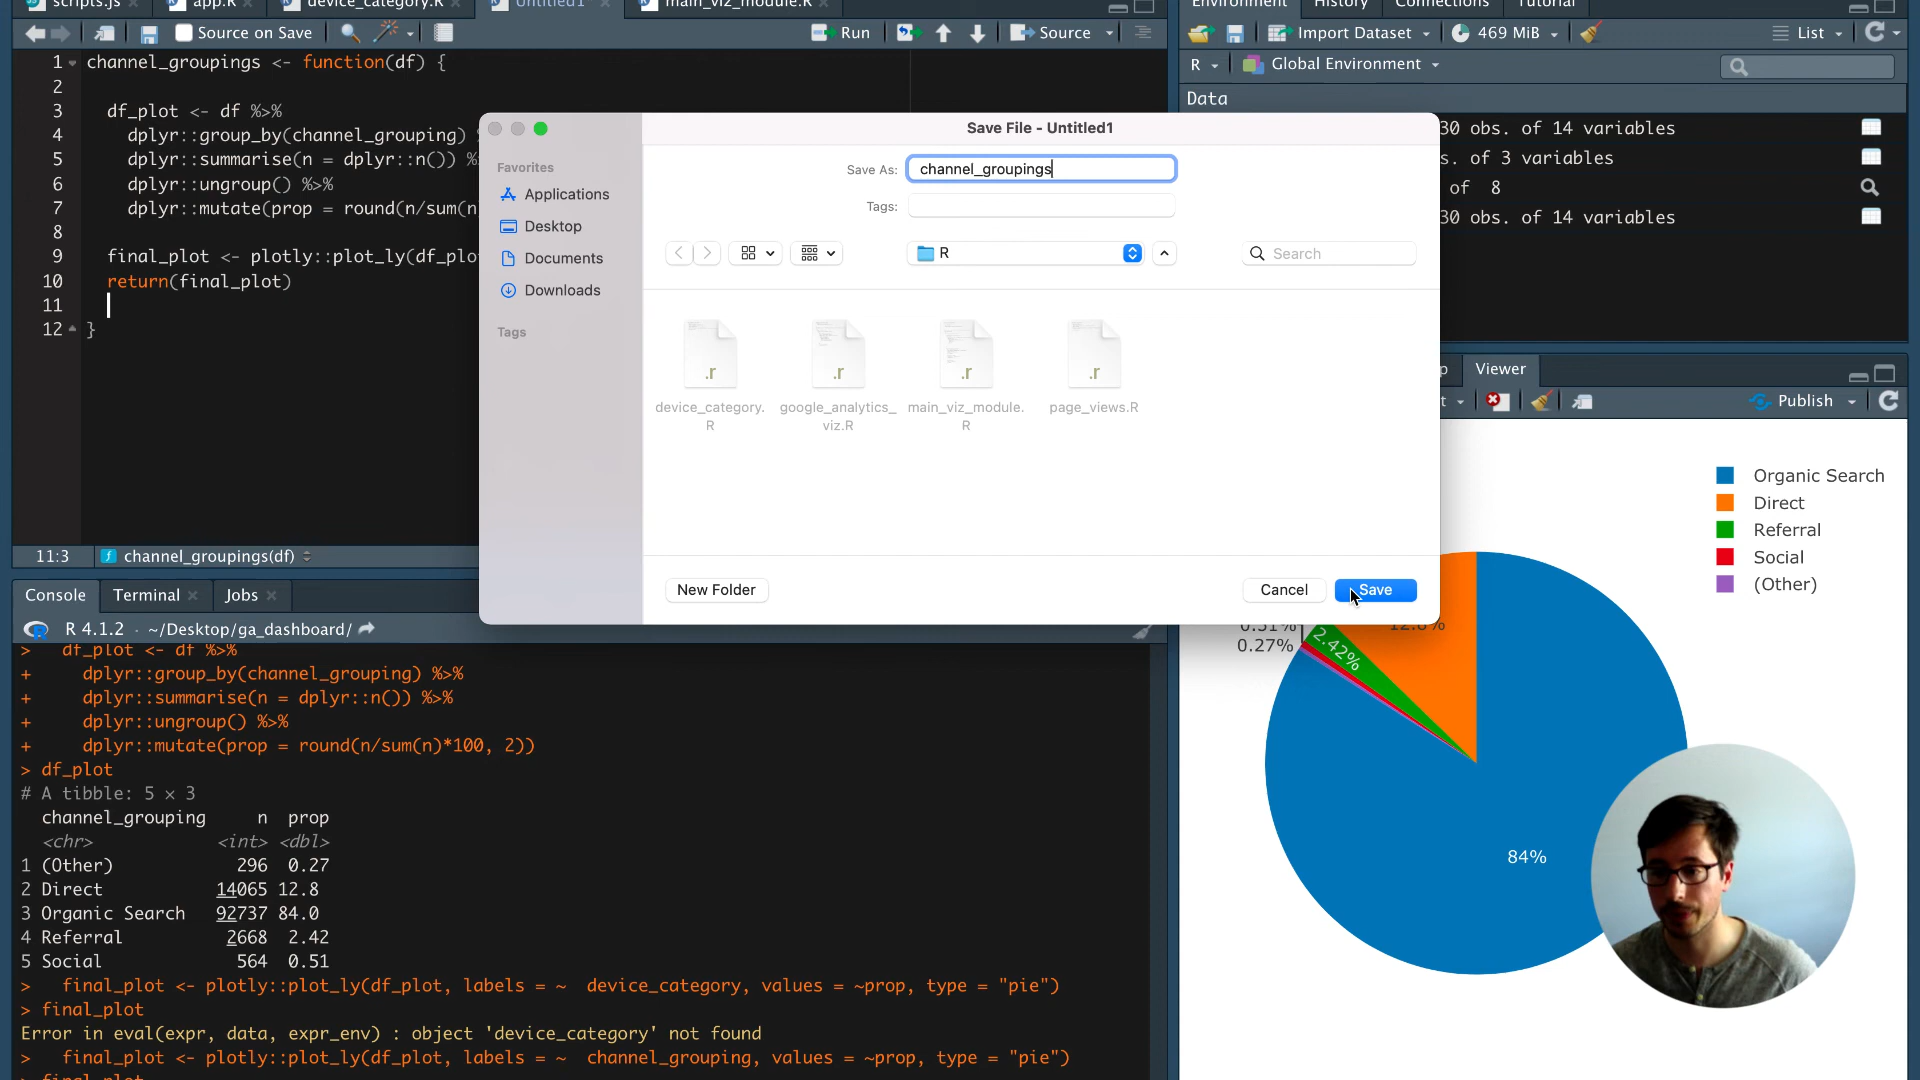 scripts.js
app.R
device_category.R
Untitled1
main_viz_module.R
Source on Save
Run
Source
1 channel_groupings <- function(df) {
2
3 df_plot <- df %>%
4 dplyr::group_by(channel_grouping)
5 dplyr::summarise(n = dplyr::n()) %
6 dplyr::ungroup() %>%
7 dplyr::mutate(prop = round(n/sum(n
8
9 final_plot <- plotly::plot_ly(df_plo
10 return(final_plot)
11
12 }
11:3 channel_groupings(df)
Save File - Untitled1
Favorites
Applications
Desktop
Documents
Downloads
Tags
Save As: channel_groupings
Tags:
R
Search
.r .r .r .r
device_category.R
google_analytics_viz.R
main_viz_module.R
page_views.R
New Folder
Cancel
Save
Environment
History
Connections
Tutorial
Import Dataset
469 MiB
List
R
Global Environment
Data
30 obs. of 14 variables
s. of 3 variables
of 8
30 obs. of 14 variables
Viewer
Publish
Organic Search
Direct
Referral
Social
(Other)
0.27%
2.42%
84%
Console
Terminal
Jobs
R 4.1.2 · ~/Desktop/ga_dashboard/
> df_plot <- df %>%
+ dplyr::group_by(channel_grouping) %>%
+ dplyr::summarise(n = dplyr::n()) %>%
+ dplyr::ungroup() %>%
+ dplyr::mutate(prop = round(n/sum(n)*100, 2))
> df_plot
# A tibble: 5 × 3
channel_grouping n prop
<chr> <int> <dbl>
1 (Other) 296 0.27
2 Direct 14065 12.8
3 Organic Search 92737 84.0
4 Referral 2668 2.42
5 Social 564 0.51
> final_plot <- plotly::plot_ly(df_plot, labels = ~ device_category, values = ~prop, type = "pie")
> final_plot
Error in eval(expr, data, expr_env) : object 'device_category' not found
> final_plot <- plotly::plot_ly(df_plot, labels = ~ channel_grouping, values = ~prop, type = "pie")
> final_plot